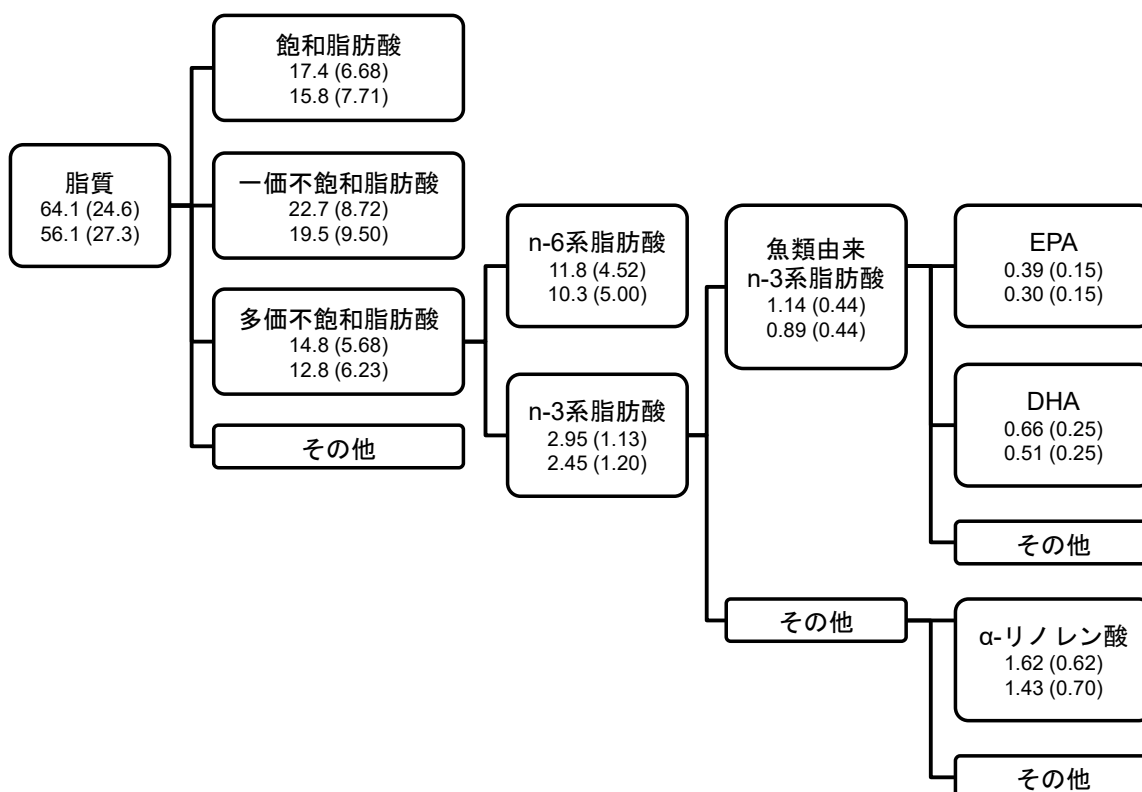 脂質
64.1 (24.6)
56.1 (27.3)
飽和脂肪酸
17.4 (6.68)
15.8 (7.71)
一価不飽和脂肪酸
22.7 (8.72)
19.5 (9.50)
多価不飽和脂肪酸
14.8 (5.68)
12.8 (6.23)
その他
n-6系脂肪酸
11.8 (4.52)
10.3 (5.00)
n-3系脂肪酸
2.95 (1.13)
2.45 (1.20)
魚類由来
n-3系脂肪酸
1.14 (0.44)
0.89 (0.44)
その他
EPA
0.39 (0.15)
0.30 (0.15)
DHA
0.66 (0.25)
0.51 (0.25)
その他
α-リノレン酸
1.62 (0.62)
1.43 (0.70)
その他